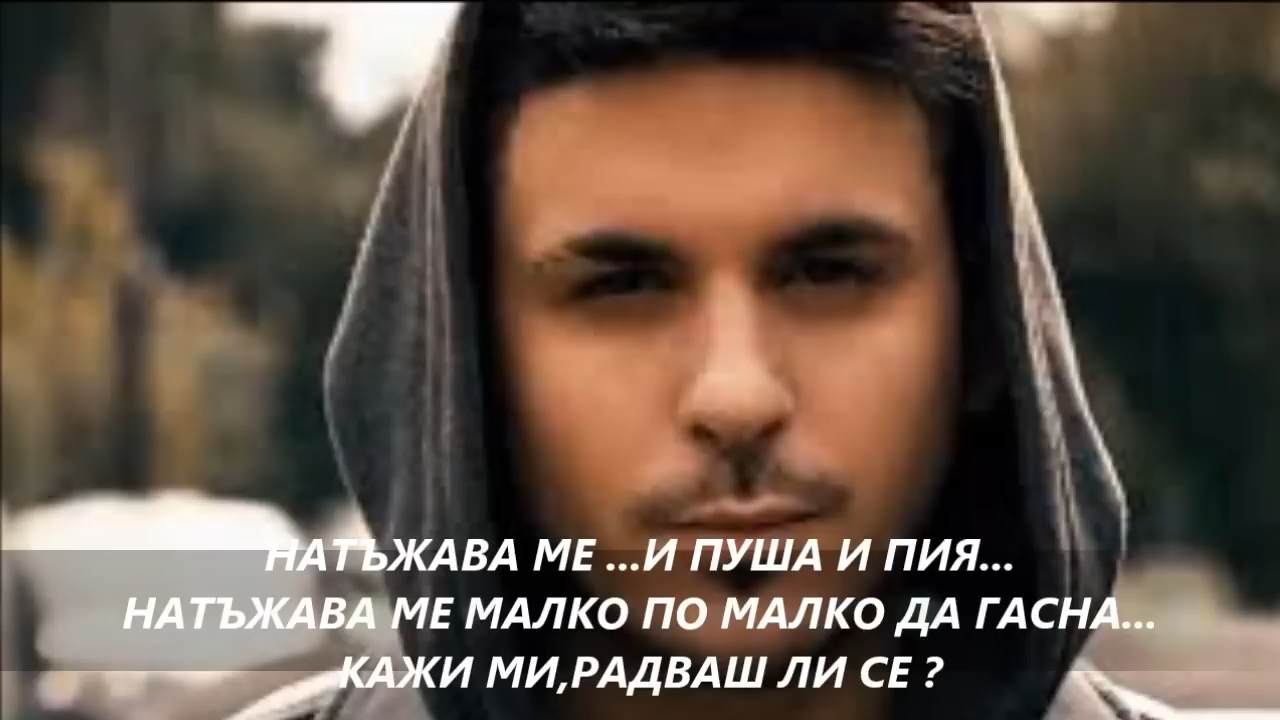 НАТЪЖАВА МЕ ...И ПУША И ПИЯ...
НАТЪЖАВА МЕ МАЛКО ПО МАЛКО ДА ГАСНА...
КАЖИ МИ,РАДВАШ ЛИ СЕ ?